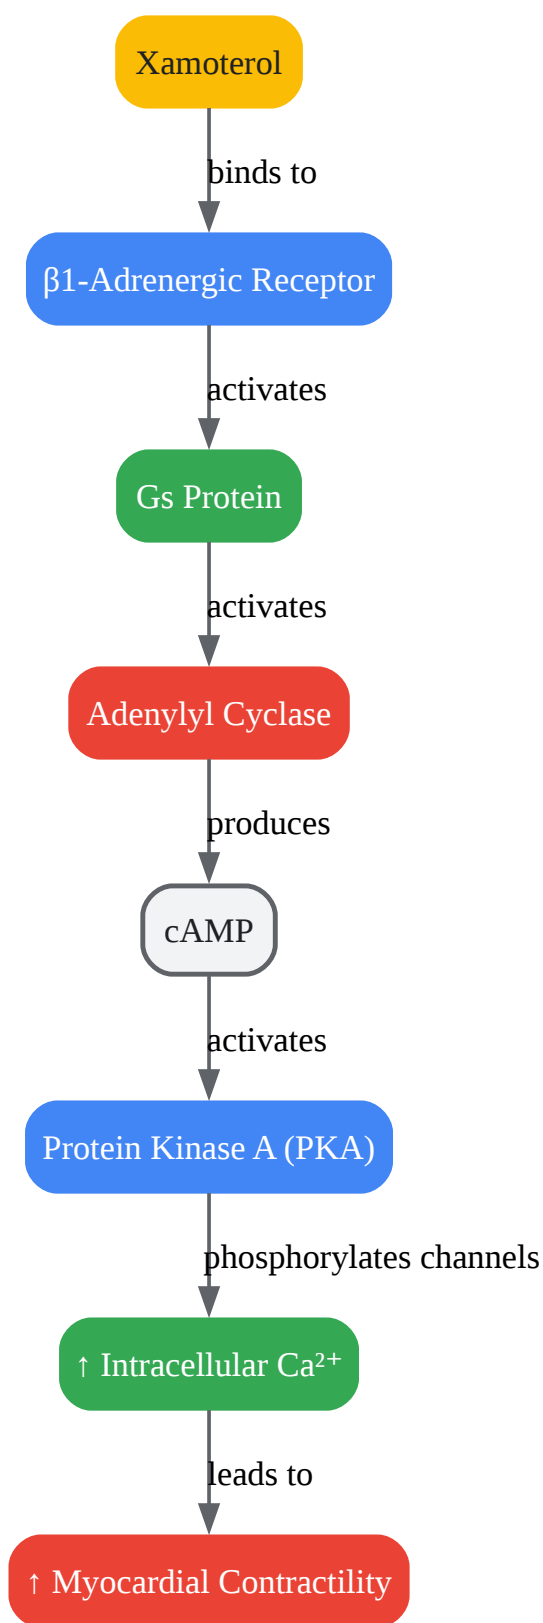 Xamoterol
binds to
β1-Adrenergic Receptor
activates
Gs Protein
activates
Adenylyl Cyclase
produces
cAMP
activates
Protein Kinase A (PKA)
phosphorylates channels
↑ Intracellular Ca²⁺
leads to
↑ Myocardial Contractility